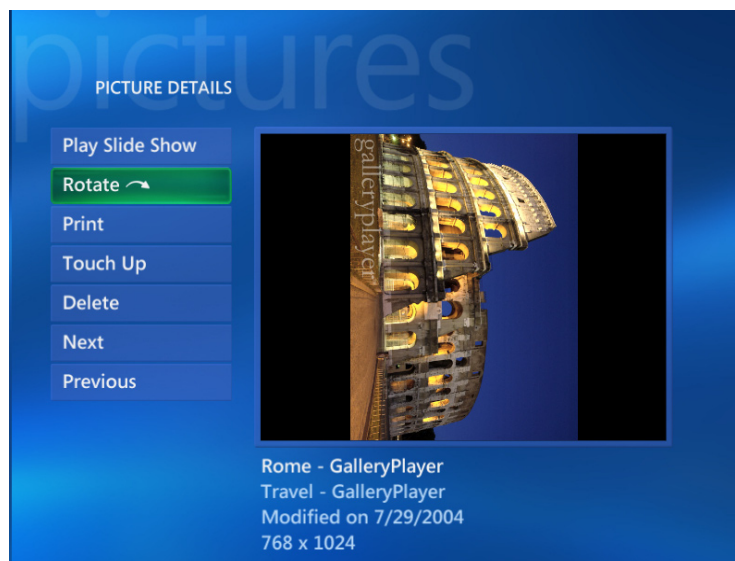 pictures
PICTURE DETAILS
Play Slide Show
Rotate
Print
Touch Up
Delete
Next
Previous
galleryplayer
Rome - GalleryPlayer
Travel - GalleryPlayer
Modified on 7/29/2004
768 x 1024